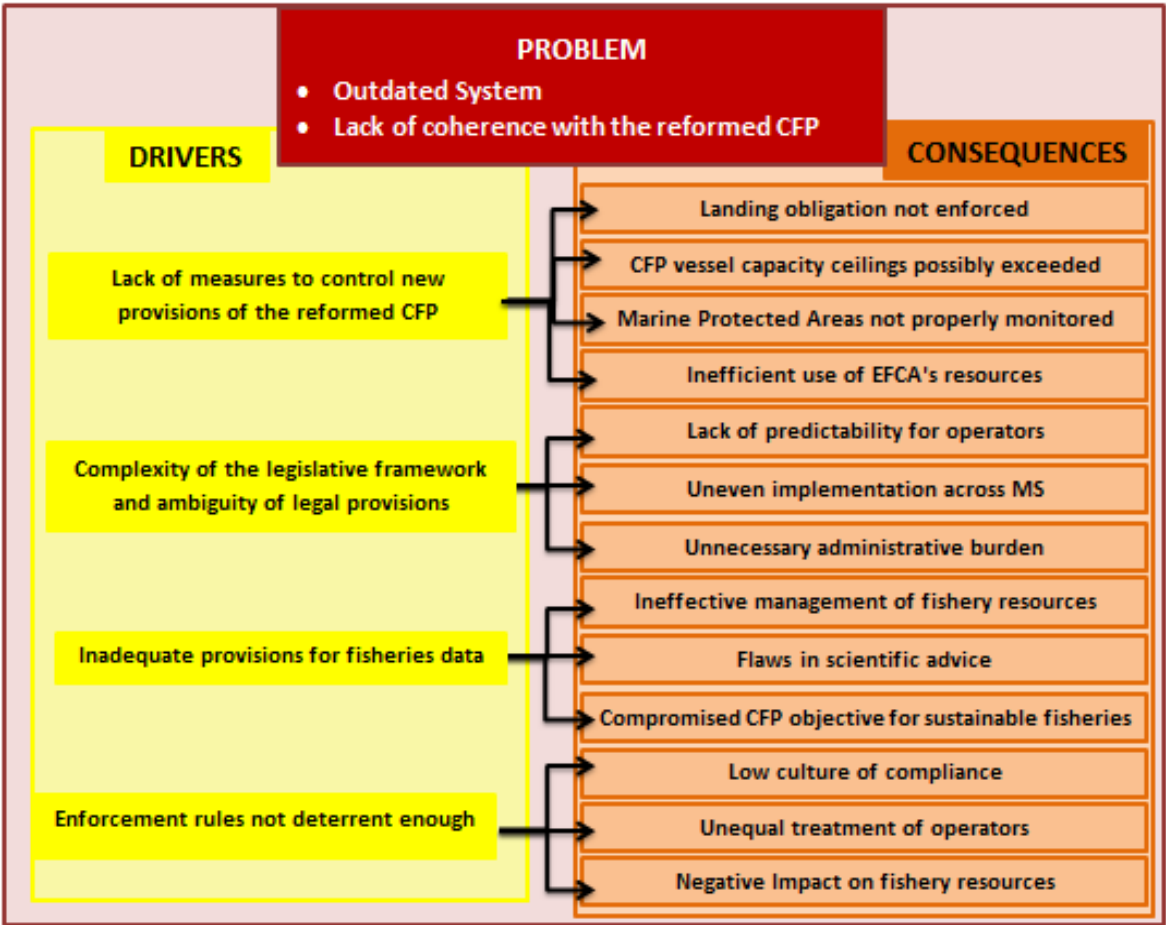 PROBLEM
• Outdated System
• Lack of coherence with the reformed CFP
DRIVERS
Lack of measures to control new
provisions of the reformed CFP
Complexity of the legislative framework
and ambiguity of legal provisions
Inadequate provisions for fisheries data
Enforcement rules not deterrent enough
CONSEQUENCES
Landing obligation not enforced
CFP vessel capacity ceilings possibly exceeded
Marine Protected Areas not properly monitored
Inefficient use of EFCA's resources
Lack of predictability for operators
Uneven implementation across MS
Unnecessary administrative burden
Ineffective management of fishery resources
Flaws in scientific advice
Compromised CFP objective for sustainable fisheries
Low culture of compliance
Unequal treatment of operators
Negative Impact on fishery resources